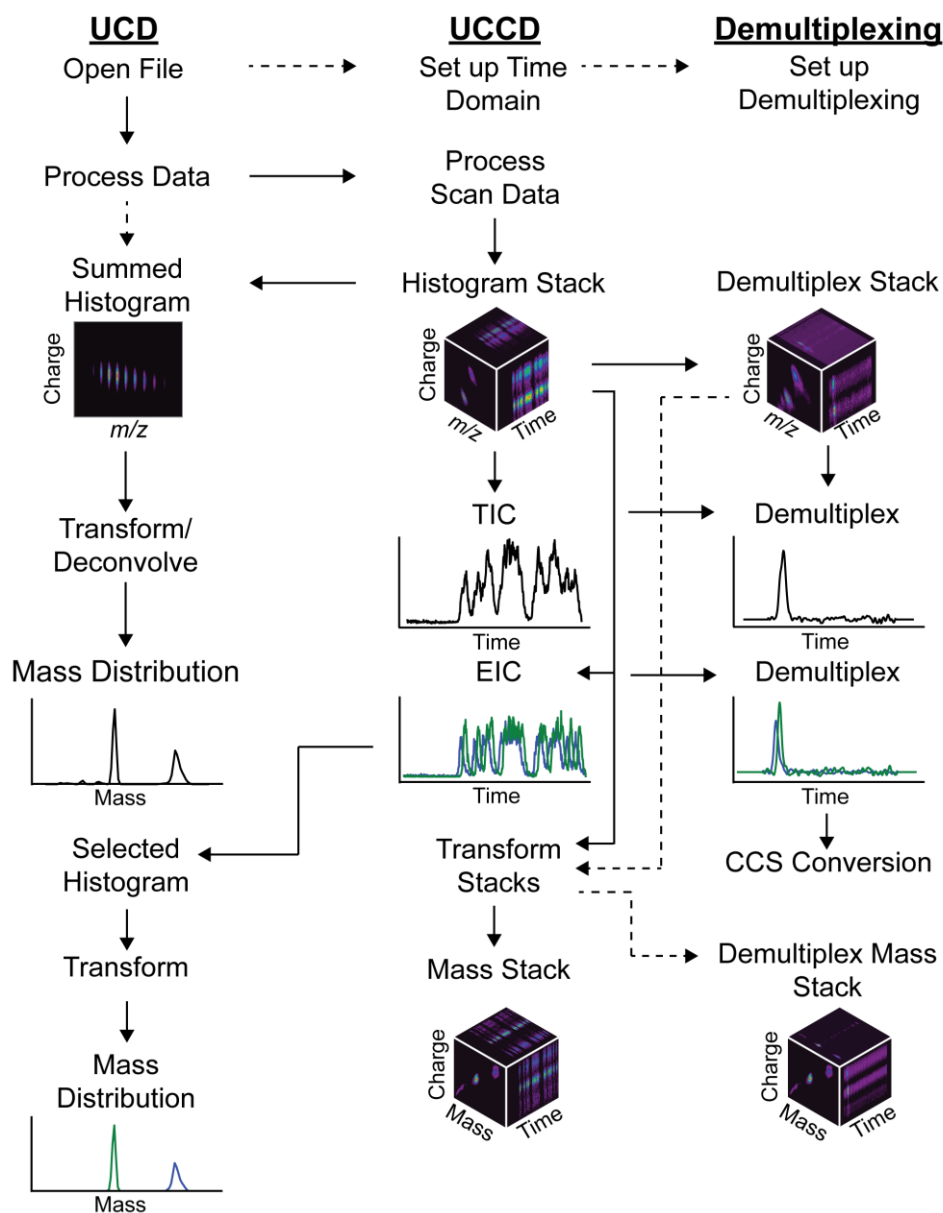 UCD
UCCD
Demultiplexing
Open File
Set up Time
Domain
Set up
Demultiplexing
Process Data
Process
Scan Data
Summed
Histogram
Charge
m/z
Histogram Stack
Charge
m/z
Time
Demultiplex Stack
Charge
m/z
Time
Transform/
Deconvolve
TIC
Time
Demultiplex
Time
Mass Distribution
Mass
EIC
Time
Demultiplex
Time
Selected
Histogram
Transform
Stacks
CCS Conversion
Transform
Mass Stack
Charge
Mass
Time
Demultiplex Mass
Stack
Charge
Mass
Time
Mass
Distribution
Mass